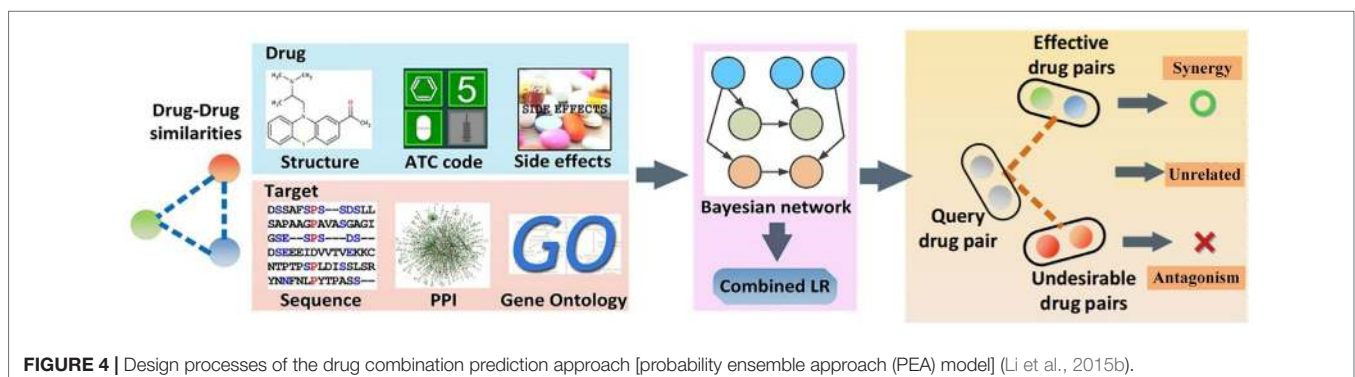 Drug-Drug
similarities
Drug
N
CH₃
SIDE EFFECTS
5
Structure
ATC code
Side effects
Target
DSSAFSPS--SDSLL
SAPAAGPAVASGAGI
GSE--SPS---DS--
DSEEEIDVVTVEKKC
NTPTPSPLDISSLSR
YNNFNLPYTPASS--
GO
Sequence
PPI
Gene Ontology
Bayesian network
Combined LR
Effective
drug pairs
Synergy
Unrelated
Query
drug pair
Undesirable
drug pairs
Antagonism
FIGURE 4 | Design processes of the drug combination prediction approach [probability ensemble approach (PEA) model] (Li et al., 2015b).